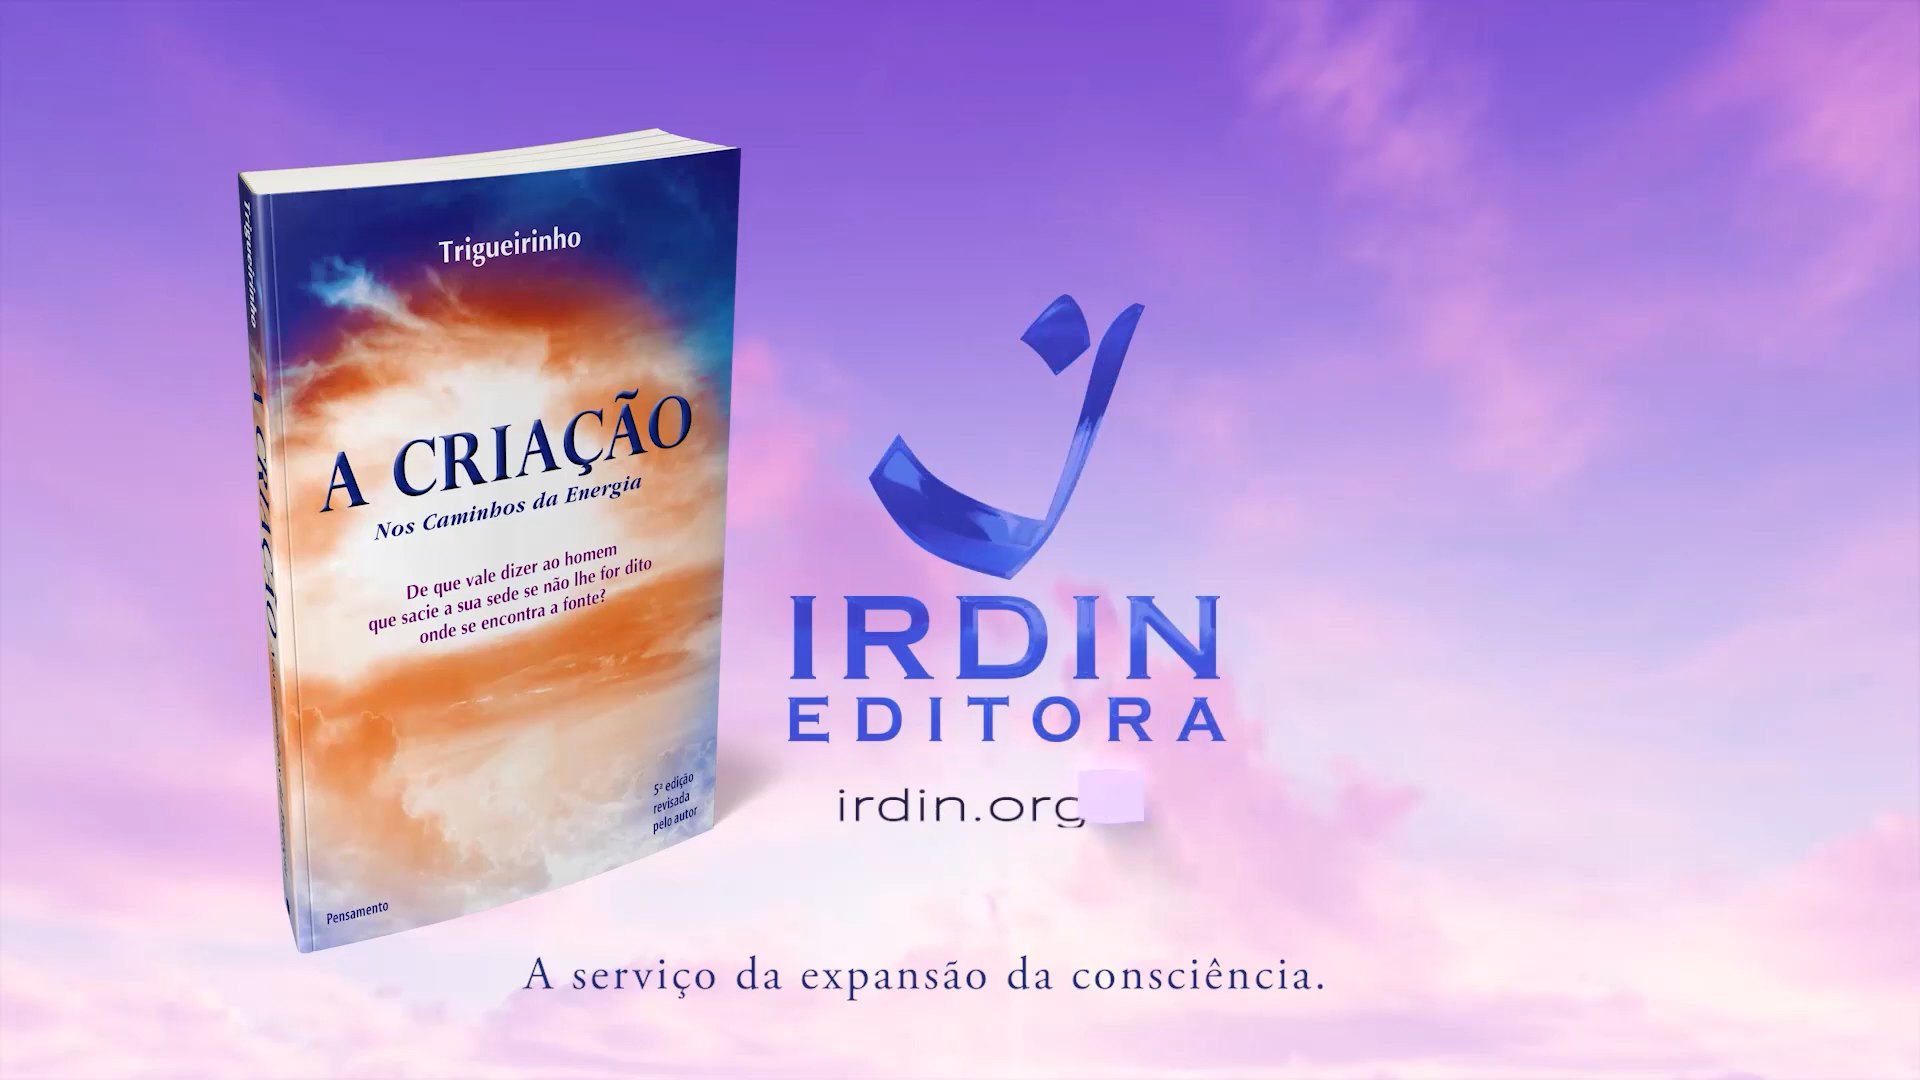 Trigueirinho
A CRIAÇÃO
Nos Caminhos da Energia
De que vale dizer ao homem
que sacie a sua sede se não lhe for dito
onde se encontra a fonte?
5ª edição
revisada
pelo autor
Pensamento
Trigueirinho
IRDIN
EDITORA
irdin.org
A serviço da expansão da consciência.